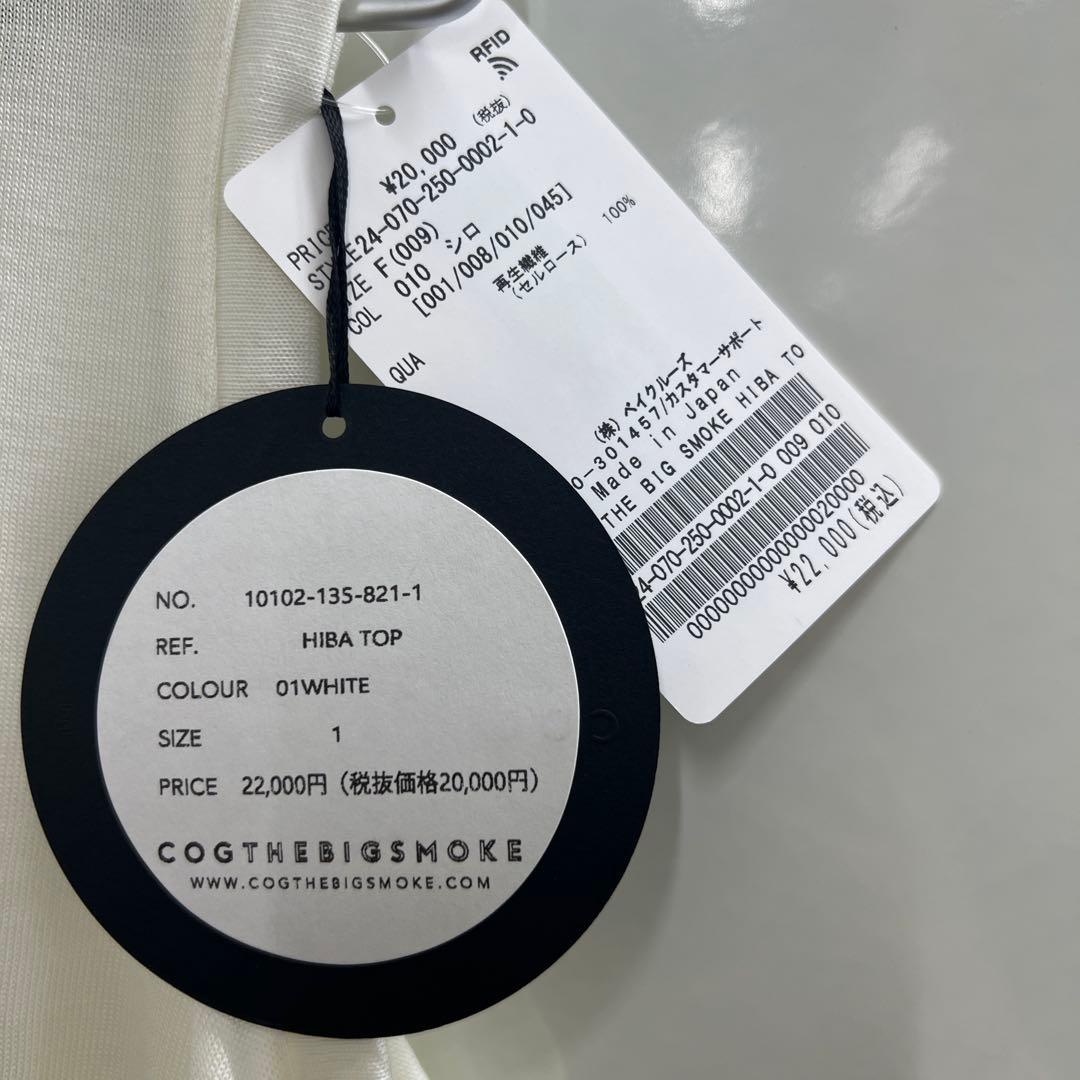 RFID
PRICE ¥20,000 (税抜)
STYLE24-070-250-0002-1-0
IZE F(009)
COL 010 シロ
[001/008/010/045]
QUA 再生繊維 100%
(セルロース)
(株) ベイクルーズ
0-301457/カスタマーサポート
Made in Japan
THE BIG SMOKE HIBA TO
24-070-250-0002-1-0 009 010
¥22,000(税込)
NO. 10102-135-821-1
REF. HIBA TOP
COLOUR 01WHITE
SIZE 1
PRICE 22,000円 (税抜価格20,000円)
COGTHEBIGSMOKE
WWW.COGTHEBIGSMOKE.COM